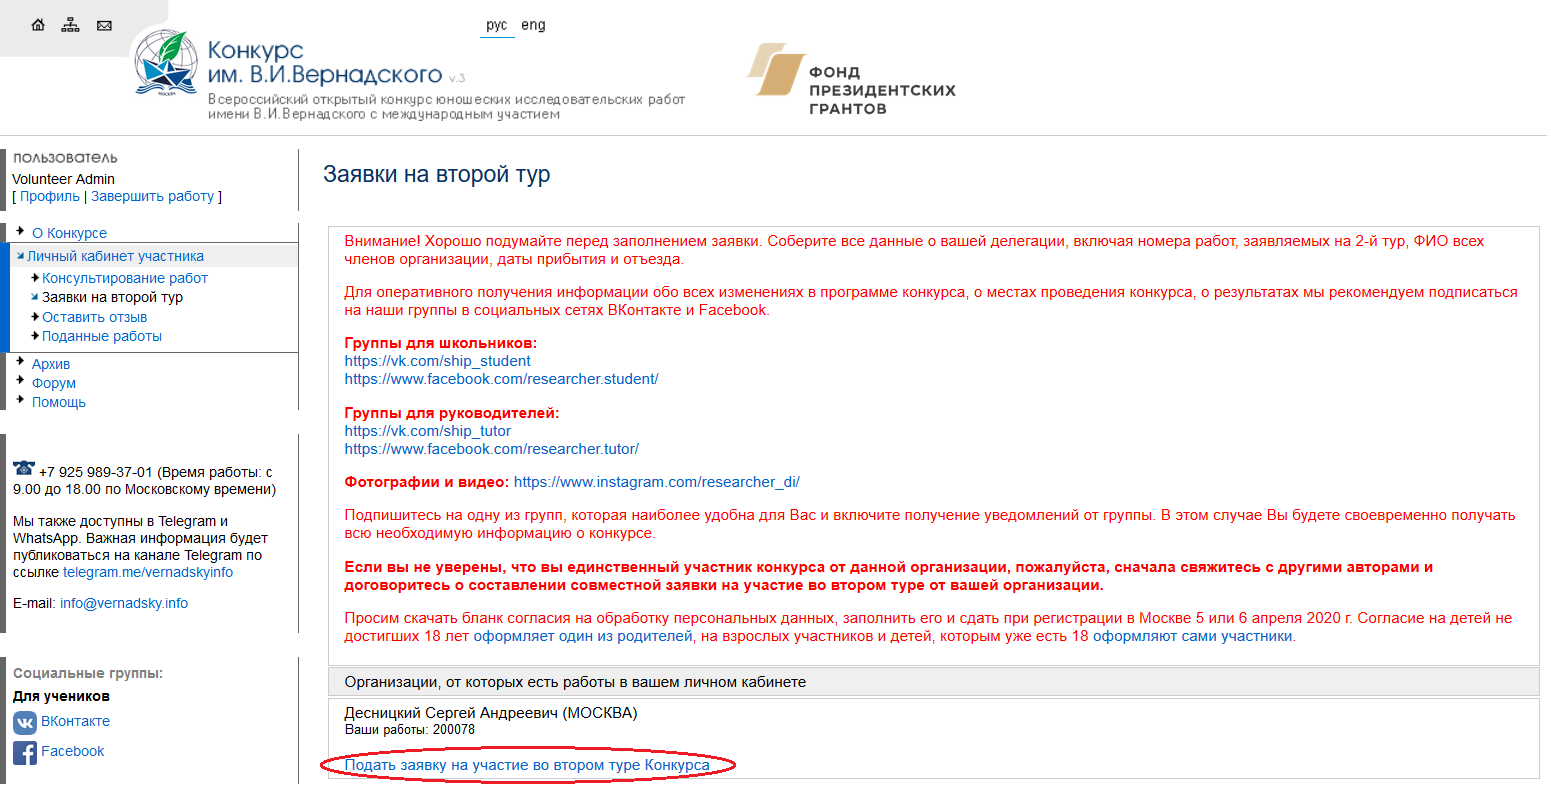 рус eng
Конкурс
им. В.И.Вернадского v.3
Всероссийский открытый конкурс юношеских исследовательских работ
имени В.И.Вернадского с международным участием
МОСКВА
ФОНД
ПРЕЗИДЕНТСКИХ
ГРАНТОВ
пользователь
Volunteer Admin
[ Профиль | Завершить работу ]
О Конкурсе
Личный кабинет участника
Консультирование работ
Заявки на второй тур
Оставить отзыв
Поданные работы
Архив
Форум
Помощь
+7 925 989-37-01 (Время работы: с
9.00 до 18.00 по Московскому времени)
Мы также доступны в Telegram и
WhatsApp. Важная информация будет
публиковаться на канале Telegram по
ссылке telegram.me/vernadskyinfo
E-mail: info@vernadsky.info
Социальные группы:
Для учеников
ВКонтакте
Facebook
Заявки на второй тур
Внимание! Хорошо подумайте перед заполнением заявки. Соберите все данные о вашей делегации, включая номера работ, заявляемых на 2-й тур, ФИО всех
членов организации, даты прибытия и отъезда.
Для оперативного получения информации обо всех изменениях в программе конкурса, о местах проведения конкурса, о результатах мы рекомендуем подписаться
на наши группы в социальных сетях ВКонтакте и Facebook.
Группы для школьников:
https://vk.com/ship_student
https://www.facebook.com/researcher.student/
Группы для руководителей:
https://vk.com/ship_tutor
https://www.facebook.com/researcher.tutor/
Фотографии и видео: https://www.instagram.com/researcher_di/
Подпишитесь на одну из групп, которая наиболее удобна для Вас и включите получение уведомлений от группы. В этом случае Вы будете своевременно получать
всю необходимую информацию о конкурсе.
Если вы не уверены, что вы единственный участник конкурса от данной организации, пожалуйста, сначала свяжитесь с другими авторами и
договоритесь о составлении совместной заявки на участие во втором туре от вашей организации.
Просим скачать бланк согласия на обработку персональных данных, заполнить его и сдать при регистрации в Москве 5 или 6 апреля 2020 г. Согласие на детей не
достигших 18 лет оформляет один из родителей, на взрослых участников и детей, которым уже есть 18 оформляют сами участники.
Организации, от которых есть работы в вашем личном кабинете
Десницкий Сергей Андреевич (МОСКВА)
Ваши работы: 200078
Подать заявку на участие во втором туре Конкурса